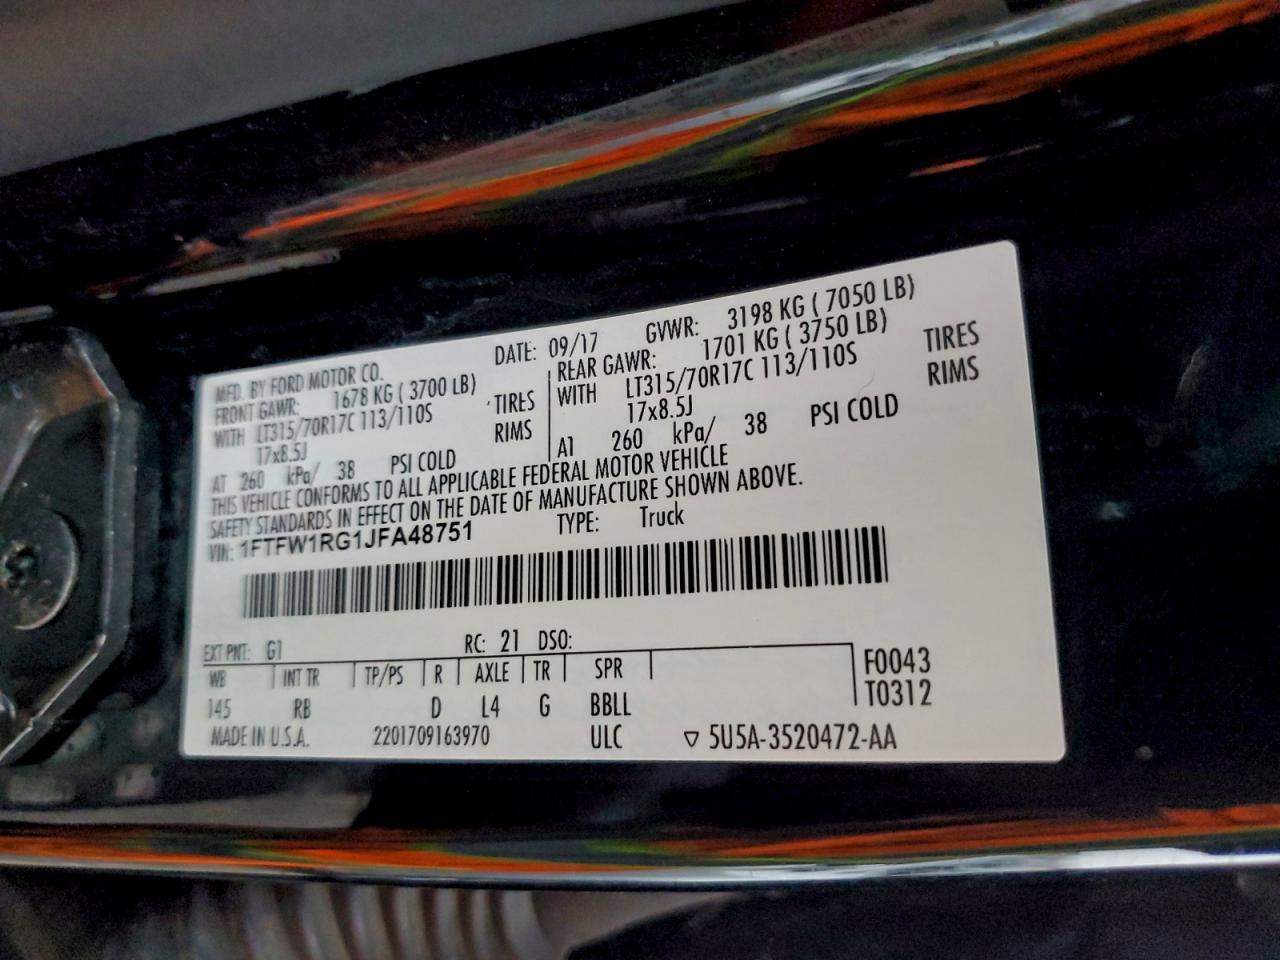 MFD. BY FORD MOTOR CO.
DATE: 09/17 GVWR: 3198 KG ( 7050 LB)
FRONT GAWR: 1678 KG ( 3700 LB)
WITH LT315/70R17C 113/110S TIRES
17x8.5J RIMS
AT 260 kPa/ 38 PSI COLD
REAR GAWR: 1701 KG ( 3750 LB)
WITH LT315/70R17C 113/110S TIRES
17x8.5J RIMS
AT 260 kPa/ 38 PSI COLD
THIS VEHICLE CONFORMS TO ALL APPLICABLE FEDERAL MOTOR VEHICLE
SAFETY STANDARDS IN EFFECT ON THE DATE OF MANUFACTURE SHOWN ABOVE.
VIN: 1FTFW1RG1JFA48751 TYPE: Truck
EXT PNT: G1 RC: 21 DSO:
WB INT TR TP/PS R AXLE TR SPR F0043
145 RB D L4 G BBLL T0312
MADE IN U.S.A. 2201709163970 ULC ▽ 5U5A-3520472-AA